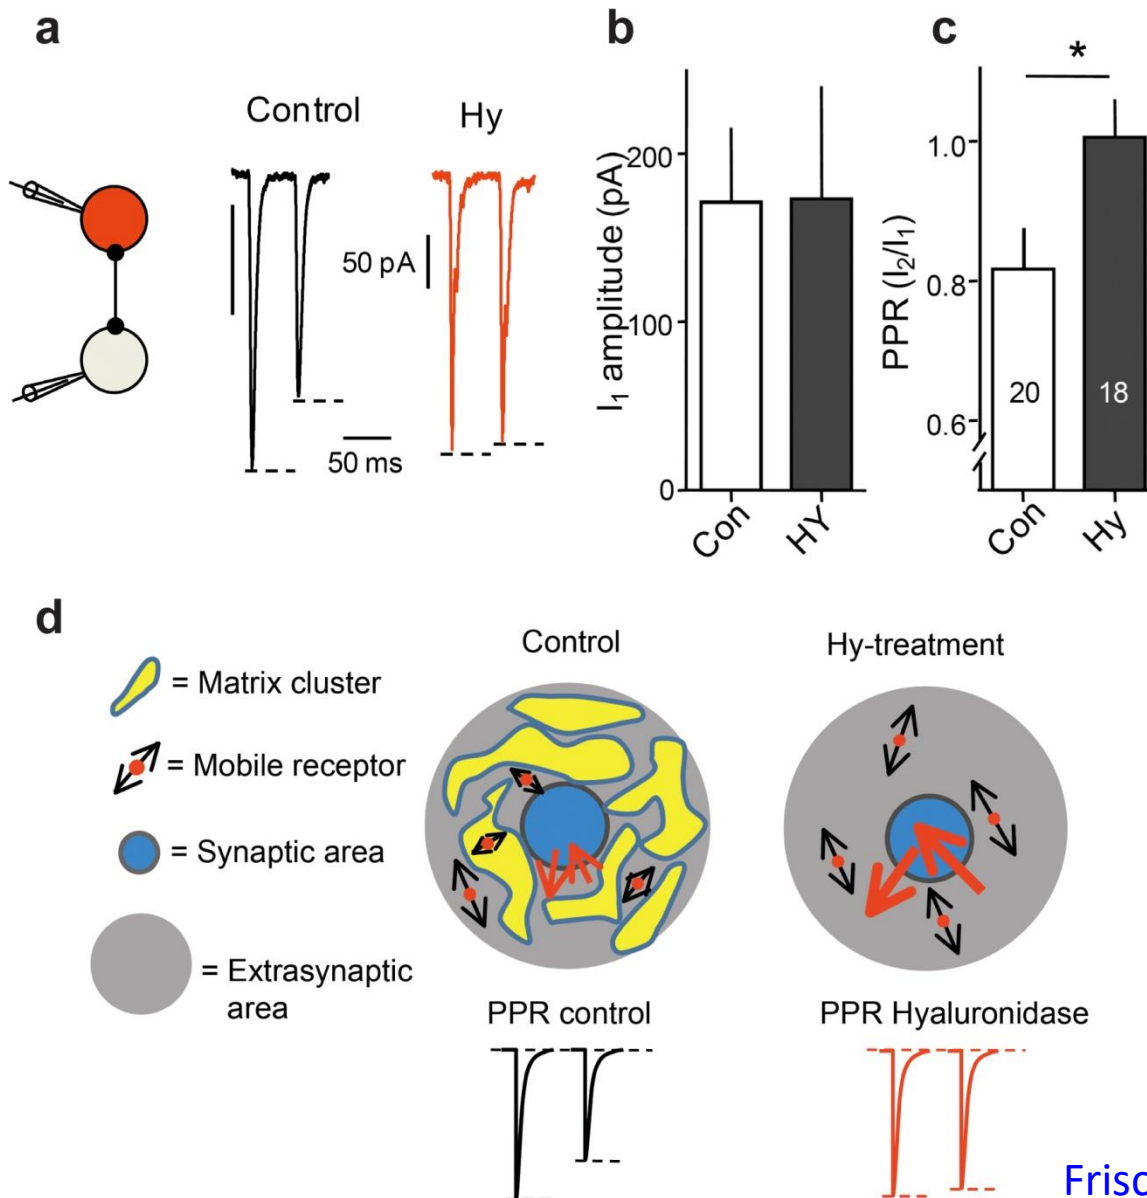 a
Control
Hy
50 pA
50 ms
b
I₁ amplitude (pA)
200
100
0
Con
HY
c
*
PPR (I₂/I₁)
1.0
0.8
0.6
20
18
Con
Hy
d
= Matrix cluster
= Mobile receptor
= Synaptic area
= Extrasynaptic
area
Control
Hy-treatment
PPR control
PPR Hyaluronidase